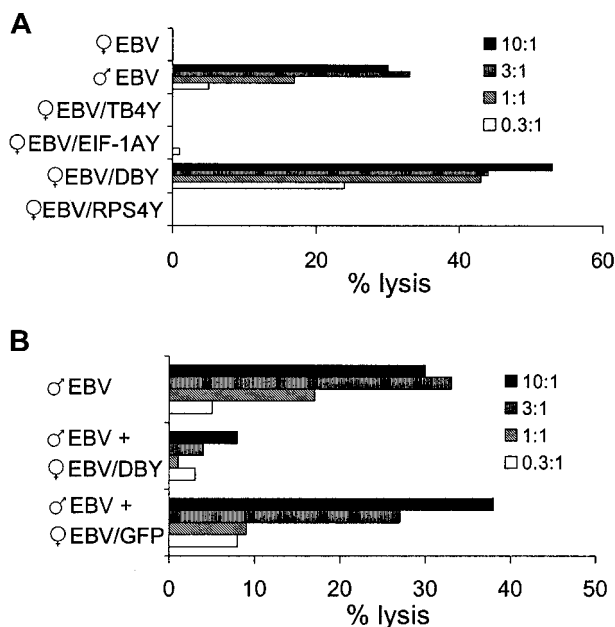 A
♀EBV
♂EBV
♀EBV/TB4Y
♀EBV/EIF-1AY
♀EBV/DBY
♀EBV/RPS4Y
10:1
3:1
1:1
0.3:1
0 20 40 60
% lysis
B
♂EBV
♂EBV +
♀EBV/DBY
♂EBV +
♀EBV/GFP
10:1
3:1
1:1
0.3:1
0 10 20 30 40 50
% lysis